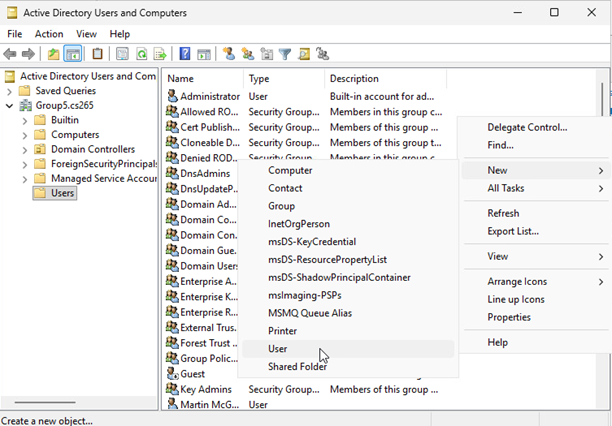 Active Directory Users and Computers
File Action View Help
Active Directory Users and Com
Saved Queries
Group5.cs265
Builtin
Computers
Domain Controllers
ForeignSecurityPrincipals
Managed Service Accour
Users
Name Type Description
Administrator User Built-in account for ad...
Allowed RO... Security Group... Members in this group c...
Cert Publish... Security Group... Members of this group ...
Cloneable D... Security Group... Members of this group t...
Denied ROD... Security Group... Members in this group c...
DnsAdmins
DnsUpdateP...
Domain Ad...
Domain Co...
Domain Con...
Domain Gue...
Domain Users
Enterprise A...
Enterprise K...
Enterprise R...
External Trus...
Forest Trust ...
Group Polic...
Guest
Key Admins Security Group... Members of this group ...
Martin McG... User
Computer
Contact
Group
InetOrgPerson
msDS-KeyCredential
msDS-ResourcePropertyList
msDS-ShadowPrincipalContainer
msImaging-PSPs
MSMQ Queue Alias
Printer
User
Shared Folder
Delegate Control...
Find...
New
All Tasks
Refresh
Export List...
View
Arrange Icons
Line up Icons
Properties
Help
Create a new object...